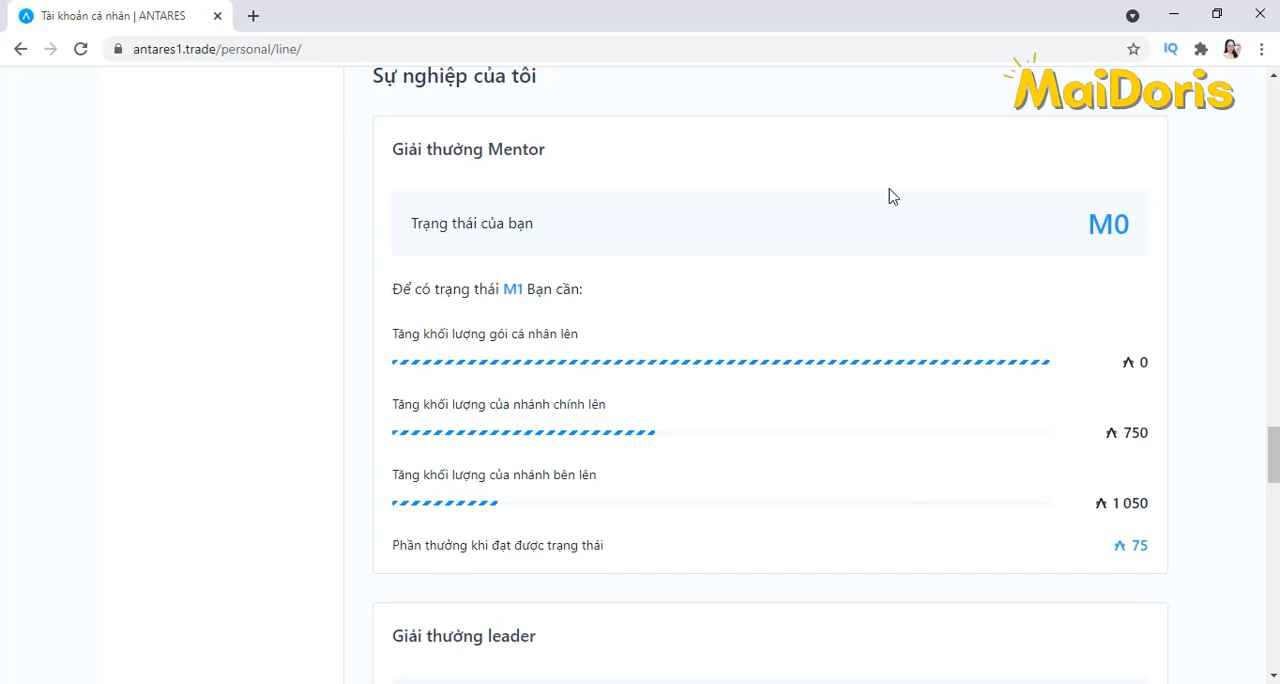 Tài khoản cá nhân | ANTARES
antares1.trade/personal/line/
IQ
MaiDoris
Sự nghiệp của tôi
Giải thưởng Mentor
Trạng thái của bạn M0
Để có trạng thái M1 Bạn cần:
Tăng khối lượng gói cá nhân lên
0
Tăng khối lượng của nhánh chính lên
750
Tăng khối lượng của nhánh bên lên
1 050
Phần thưởng khi đạt được trạng thái 75
Giải thưởng leader